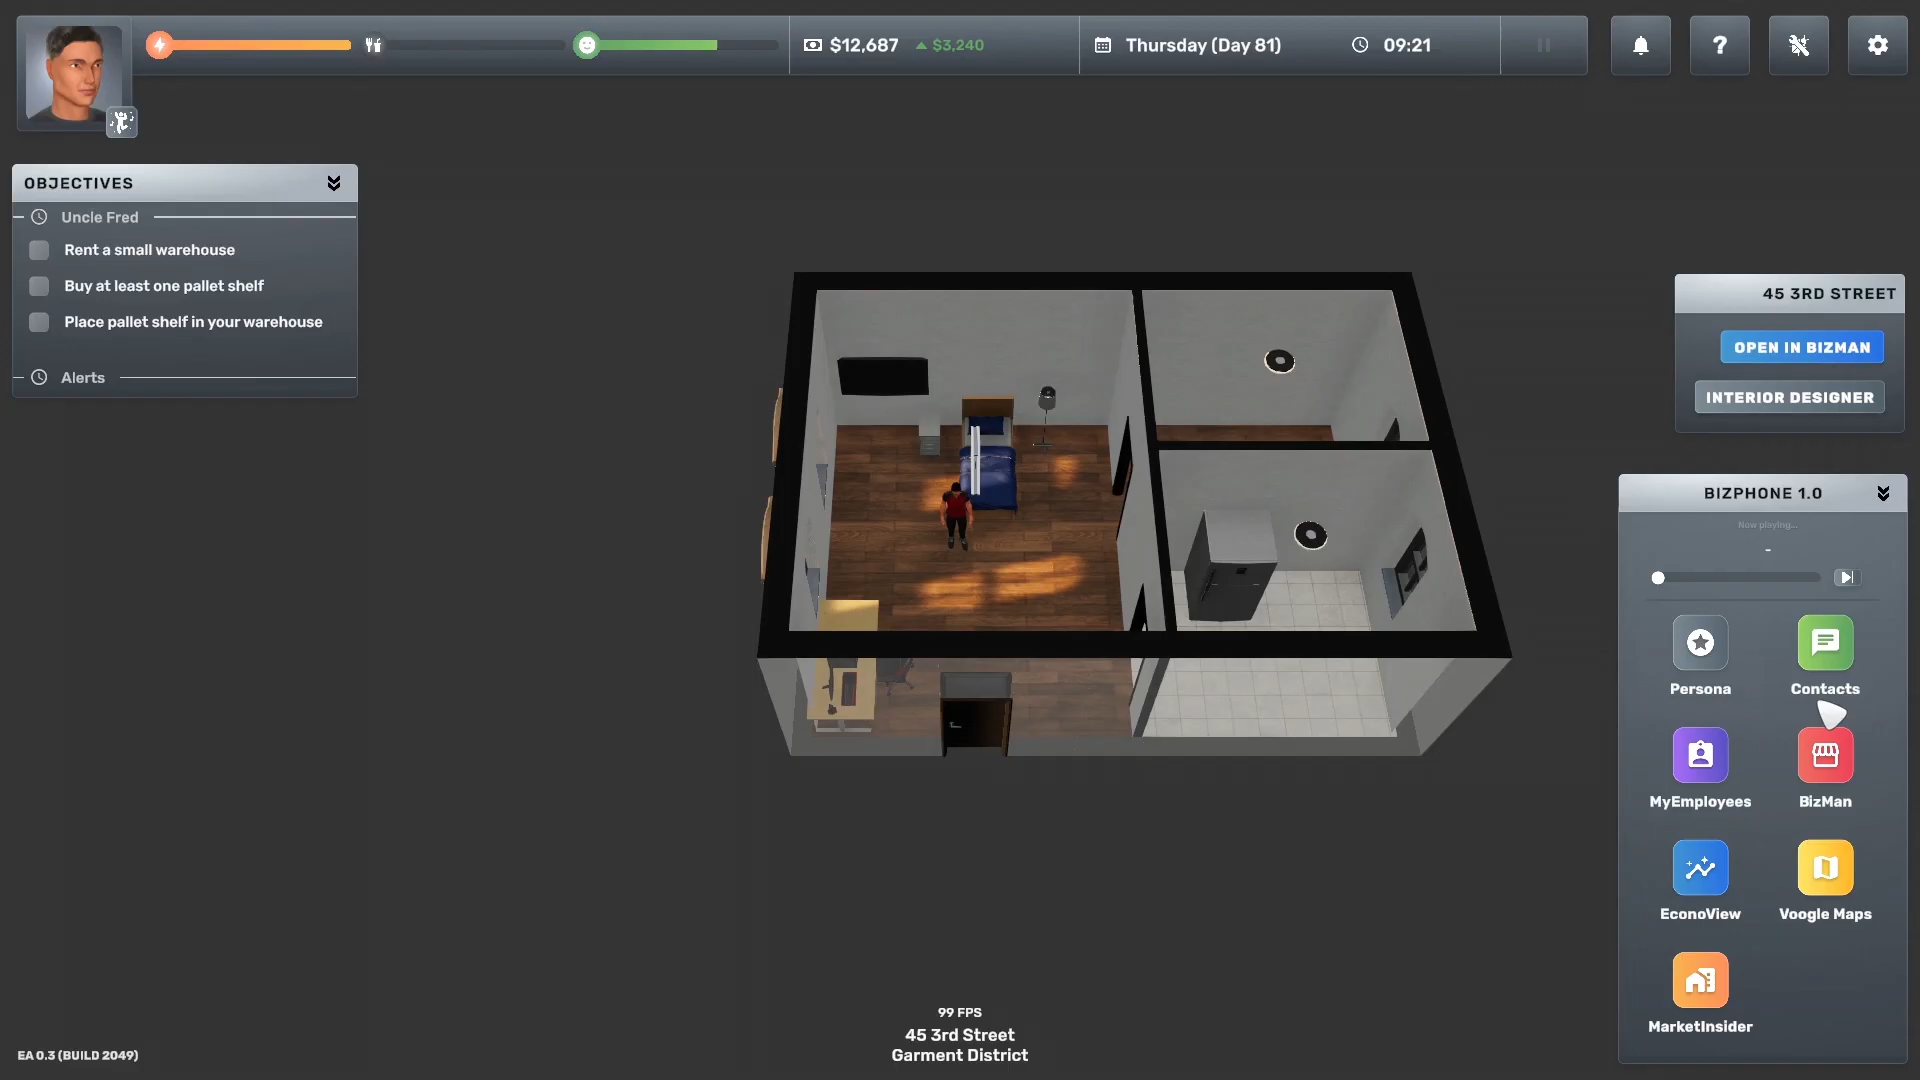 $12,687
$3,240
Thursday (Day 81)
09:21
?
OBJECTIVES
Uncle Fred
Rent a small warehouse
Buy at least one pallet shelf
Place pallet shelf in your warehouse
Alerts
45 3RD STREET
OPEN IN BIZMAN
INTERIOR DESIGNER
BIZPHONE 1.0
Now playing...
-
Persona
Contacts
MyEmployees
BizMan
EconoView
Voogle Maps
MarketInsider
99 FPS
45 3rd Street
Garment District
EA 0.3 (BUILD 2049)